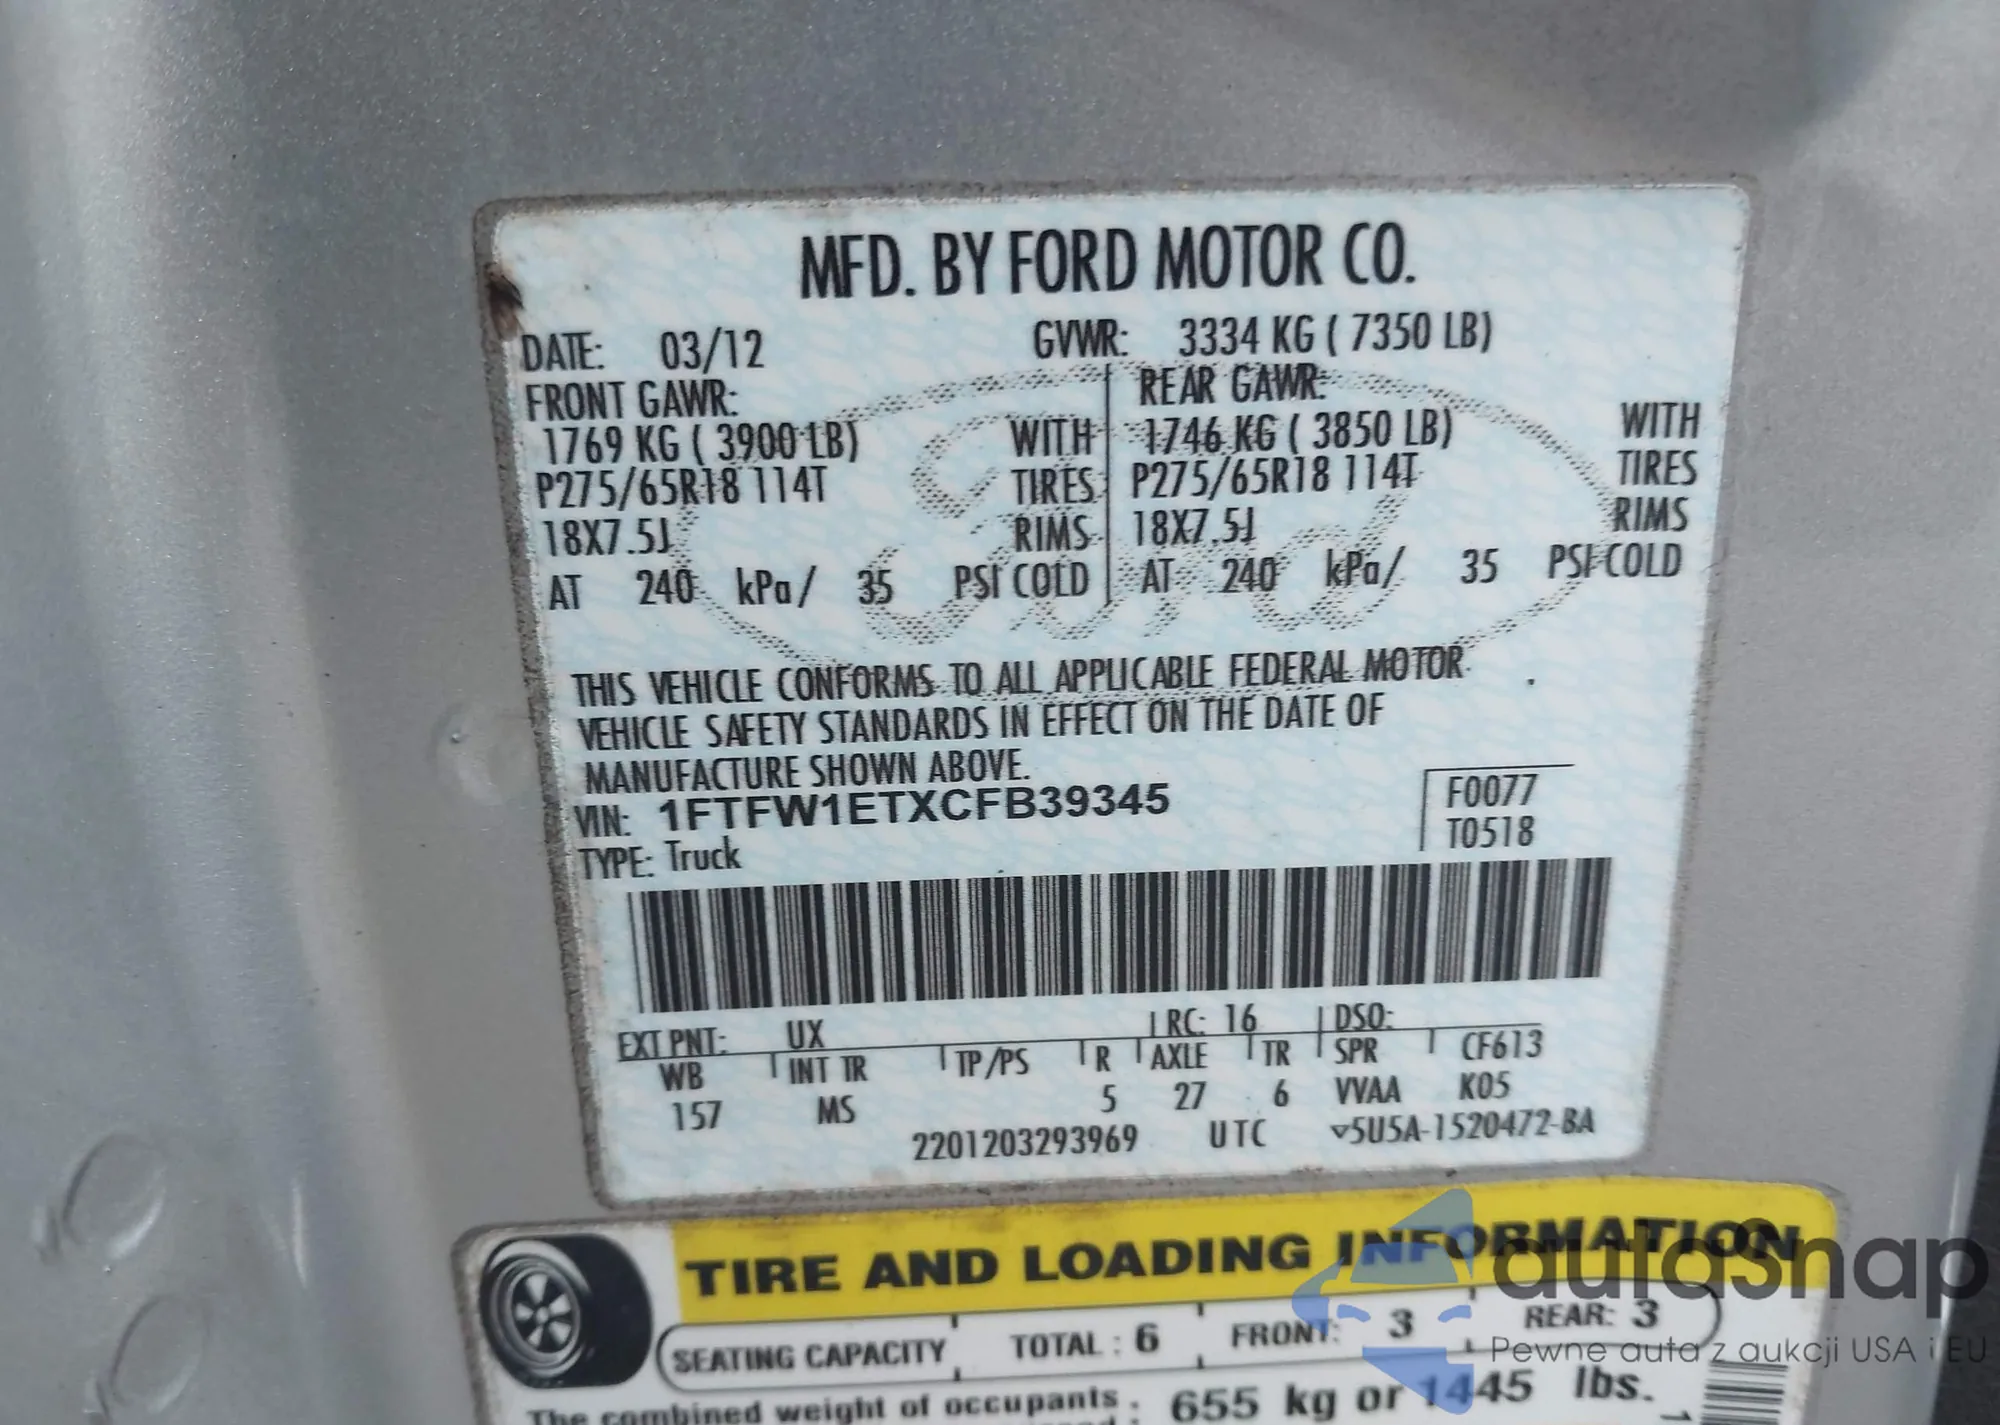 MFD. BY FORD MOTOR CO.
DATE: 03/12 GVWR: 3334 KG ( 7350 LB)
FRONT GAWR: REAR GAWR:
1769 KG ( 3900 LB) WITH 1746 KG ( 3850 LB) WITH
P275/65R18 114T TIRES P275/65R18 114T TIRES
18X7.5J RIMS 18X7.5J RIMS
AT 240 kPa/ 35 PSI COLD AT 240 kPa/ 35 PSI COLD
THIS VEHICLE CONFORMS TO ALL APPLICABLE FEDERAL MOTOR
VEHICLE SAFETY STANDARDS IN EFFECT ON THE DATE OF
MANUFACTURE SHOWN ABOVE.
VIN: 1FTFW1ETXCFB39345 F0077
TYPE: Truck T0518
EXT PNT: UX RC: 16 DSO:
WB INT TR TP/PS R AXLE TR SPR CF613
157 MS 5 27 6 VVAA K05
2201203293969 UTC ▿5U5A-1520472-BA
TIRE AND LOADING INFORMATION
SEATING CAPACITY TOTAL : 6 FRONT: 3 REAR: 3
The combined weight of occupants 655 kg or 1445 lbs.
autoSnap
Pewne auta z aukcji USA i EU